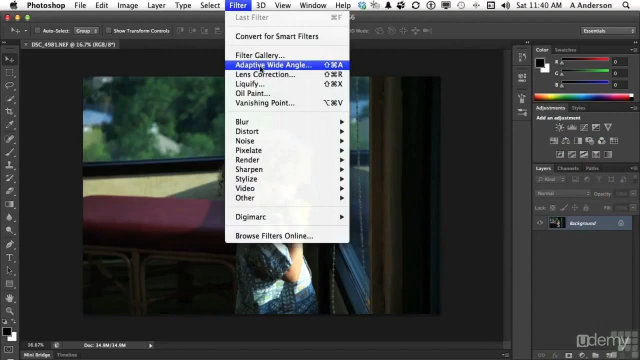 Photoshop File Edit Image Layer Type Select Filter 3D View Window Help Sat 11:40 AM A Anderson
Auto-Select: Group Show Transform Controls Essentials
DSC_4981.NEF @ 16.7% (RGB/8*)
Last Filter ⌘F
Convert for Smart Filters
Filter Gallery...
Adaptive Wide Angle... ⇧⌘A
Lens Correction... ⇧⌘R
Liquify... ⇧⌘X
Oil Paint...
Vanishing Point... ⌥⌘V
Blur
Distort
Noise
Pixelate
Render
Sharpen
Stylize
Video
Other
Digimarc
Browse Filters Online...
Color Swatches
R
G
B
Adjustments Styles
Add an adjustment
Layers Channels Paths
Kind
Normal Opacity:
Lock: Fill:
Background
16.67% Doc: 34.9M/34.9M
Mini Bridge Timeline
udemy